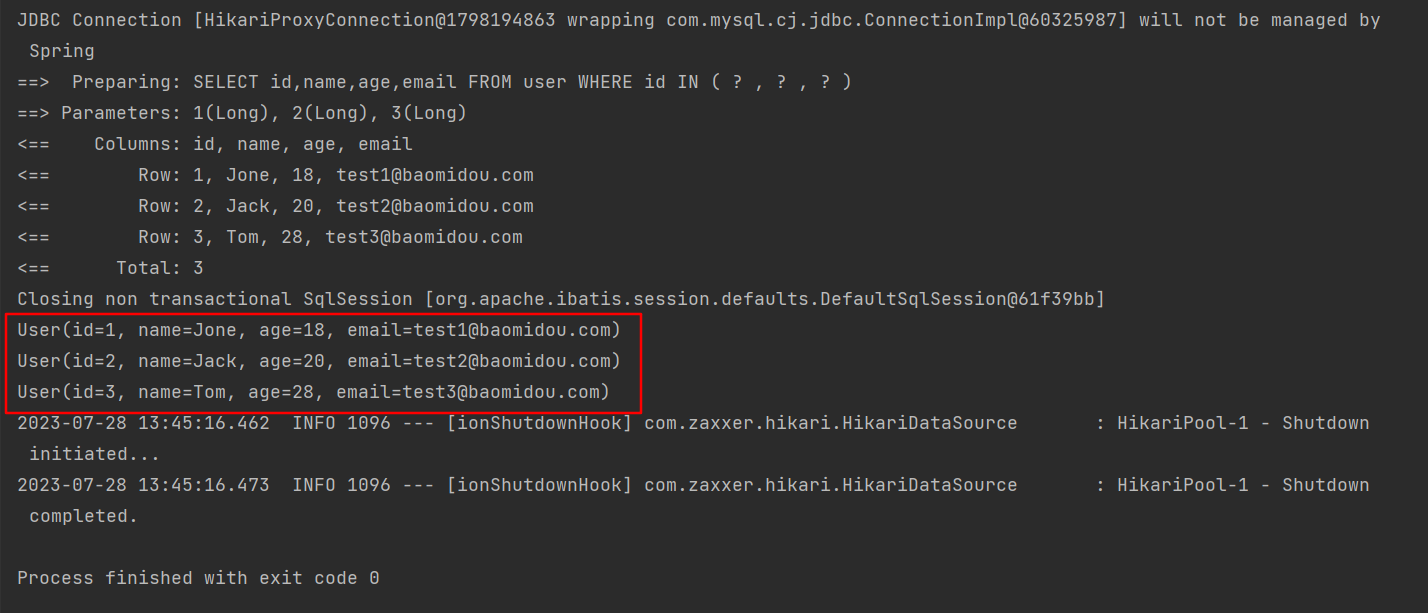 JDBC Connection [HikariProxyConnection@1798194863 wrapping com.mysql.cj.jdbc.ConnectionImpl@60325987] will not be managed by
 Spring
==>  Preparing: SELECT id,name,age,email FROM user WHERE id IN ( ? , ? , ? )
==> Parameters: 1(Long), 2(Long), 3(Long)
<==    Columns: id, name, age, email
<==        Row: 1, Jone, 18, test1@baomidou.com
<==        Row: 2, Jack, 20, test2@baomidou.com
<==        Row: 3, Tom, 28, test3@baomidou.com
<==      Total: 3
Closing non transactional SqlSession [org.apache.ibatis.session.defaults.DefaultSqlSession@61f39bb]
User(id=1, name=Jone, age=18, email=test1@baomidou.com)
User(id=2, name=Jack, age=20, email=test2@baomidou.com)
User(id=3, name=Tom, age=28, email=test3@baomidou.com)
2023-07-28 13:45:16.462  INFO 1096 --- [ionShutdownHook] com.zaxxer.hikari.HikariDataSource       : HikariPool-1 - Shutdown
 initiated...
2023-07-28 13:45:16.473  INFO 1096 --- [ionShutdownHook] com.zaxxer.hikari.HikariDataSource       : HikariPool-1 - Shutdown
 completed.
Process finished with exit code 0